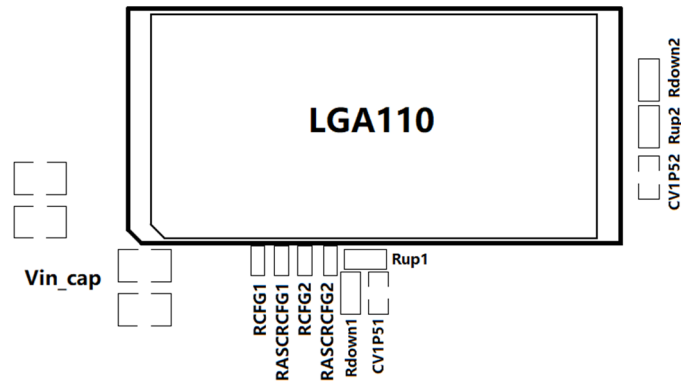 LGA110
Rdown2
Rup2
CV1P52
Vin_cap
RCFG1
RASCRCFG1
RCFG2
RASCRCFG2
Rup1
Rdown1
CV1P51